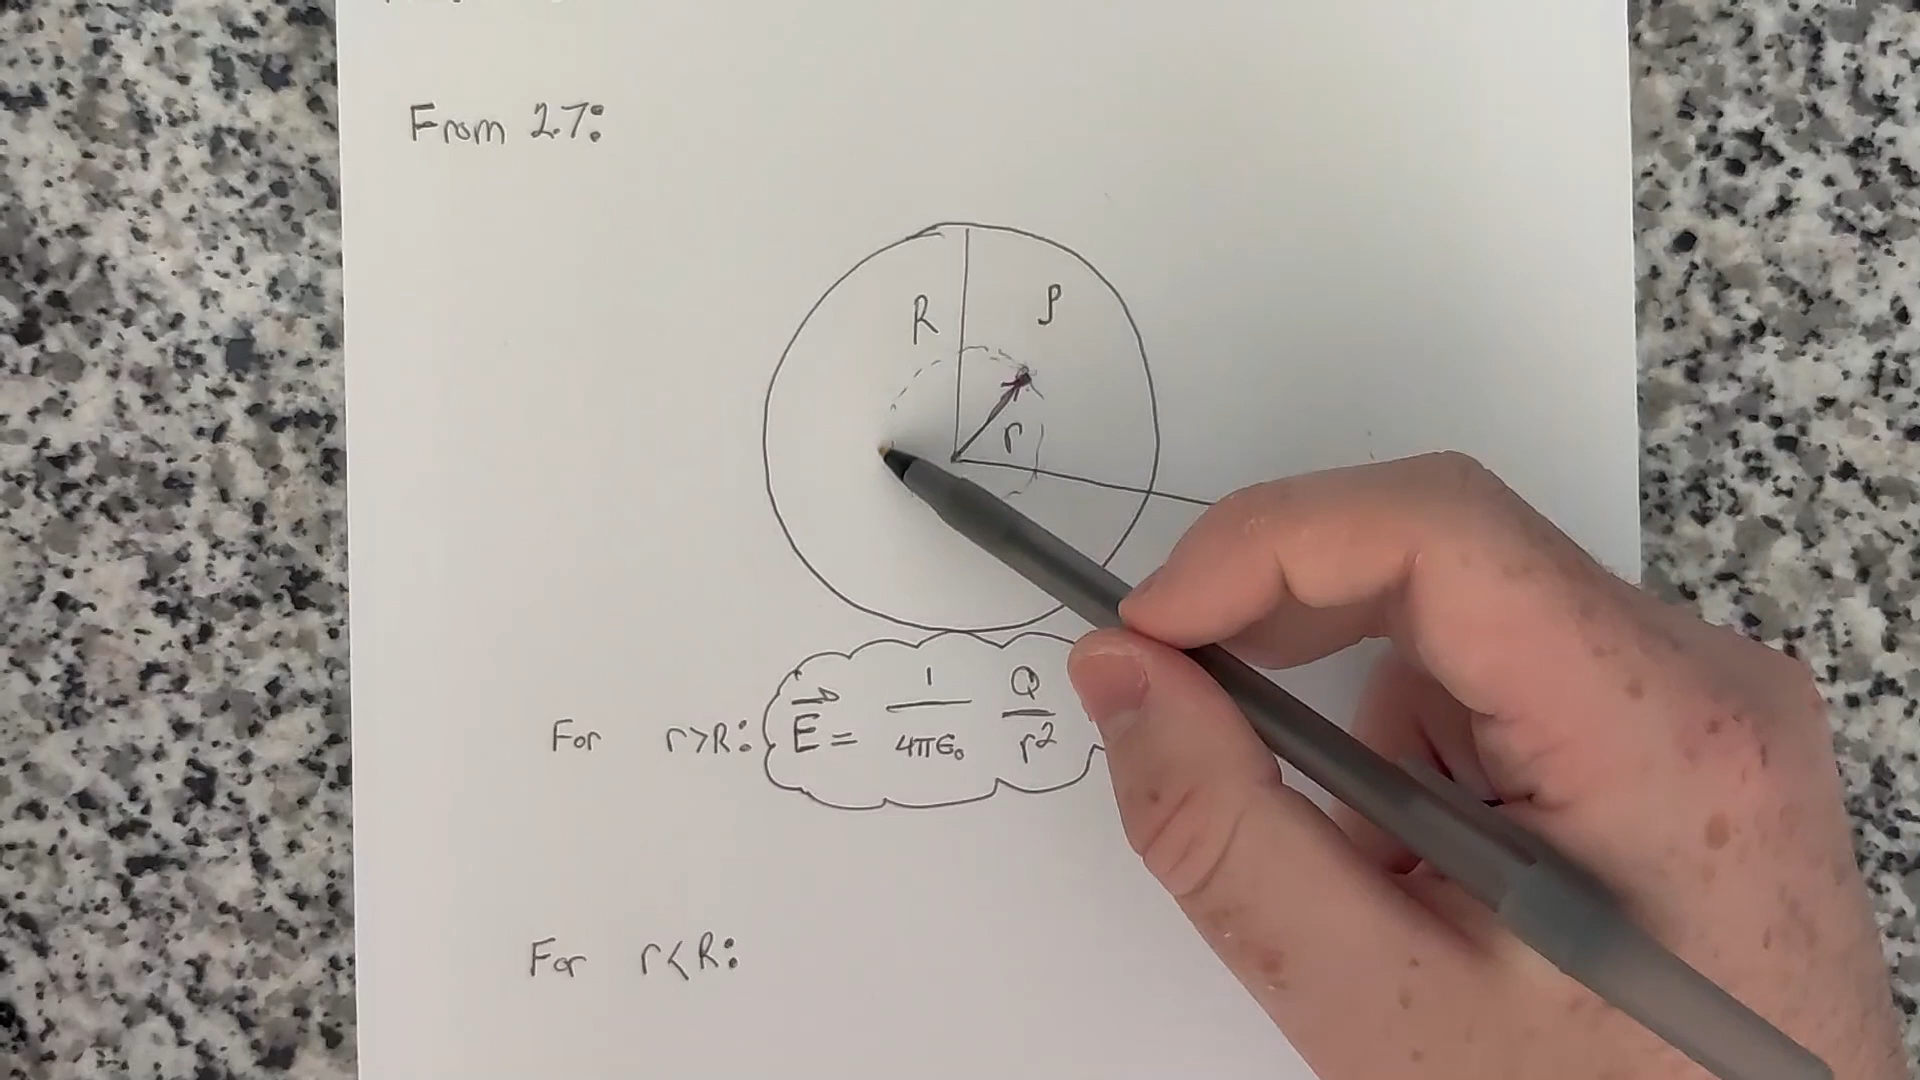 From 2.7:
R
ρ
r
For r>R: E⃗ = 1/4πϵ₀ Q/r²
For r<R: